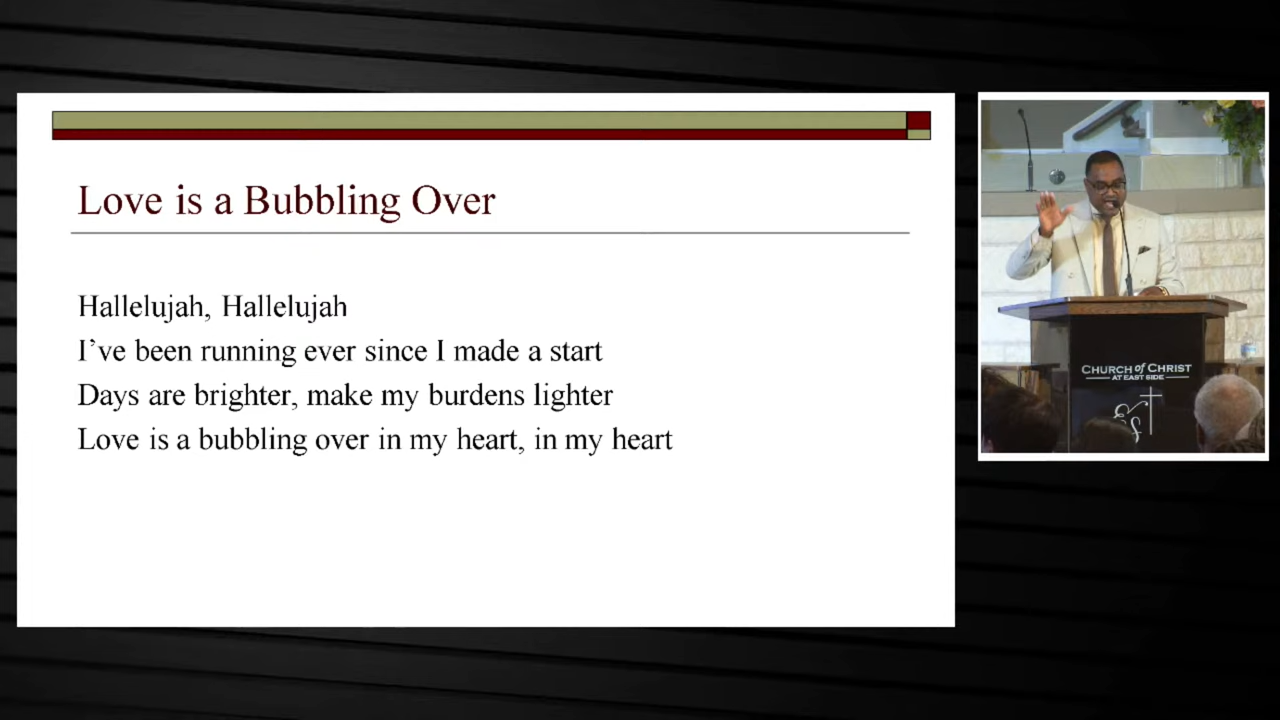 Love is a Bubbling Over
Hallelujah, Hallelujah
I’ve been running ever since I made a start
Days are brighter, make my burdens lighter
Love is a bubbling over in my heart, in my heart
CHURCH of CHRIST
AT EAST SIDE